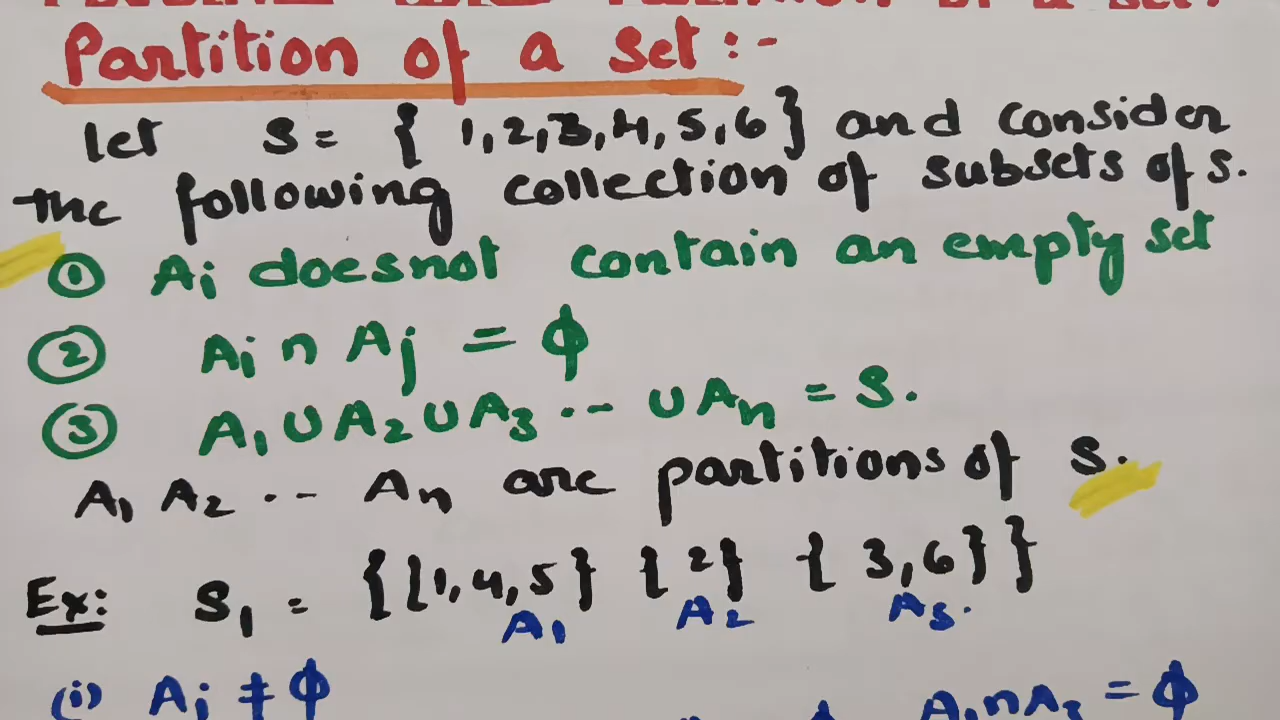 Partition of a Set :-
Let S = { 1,2,3,4,5,6 } and consider
the following collection of subsets of S.
① Ai doesnot contain an empty set
② Ai ∩ Aj = ϕ
③ A1 ∪ A2 ∪ A3 ... ∪ An = S.
A1 A2 ... An are partitions of S.
Ex: S1 = {{1,4,5} {2} {3,6}}
A1 A2 A3.
(i) Ai ≠ ϕ
A1 ∩ A3 = ϕ